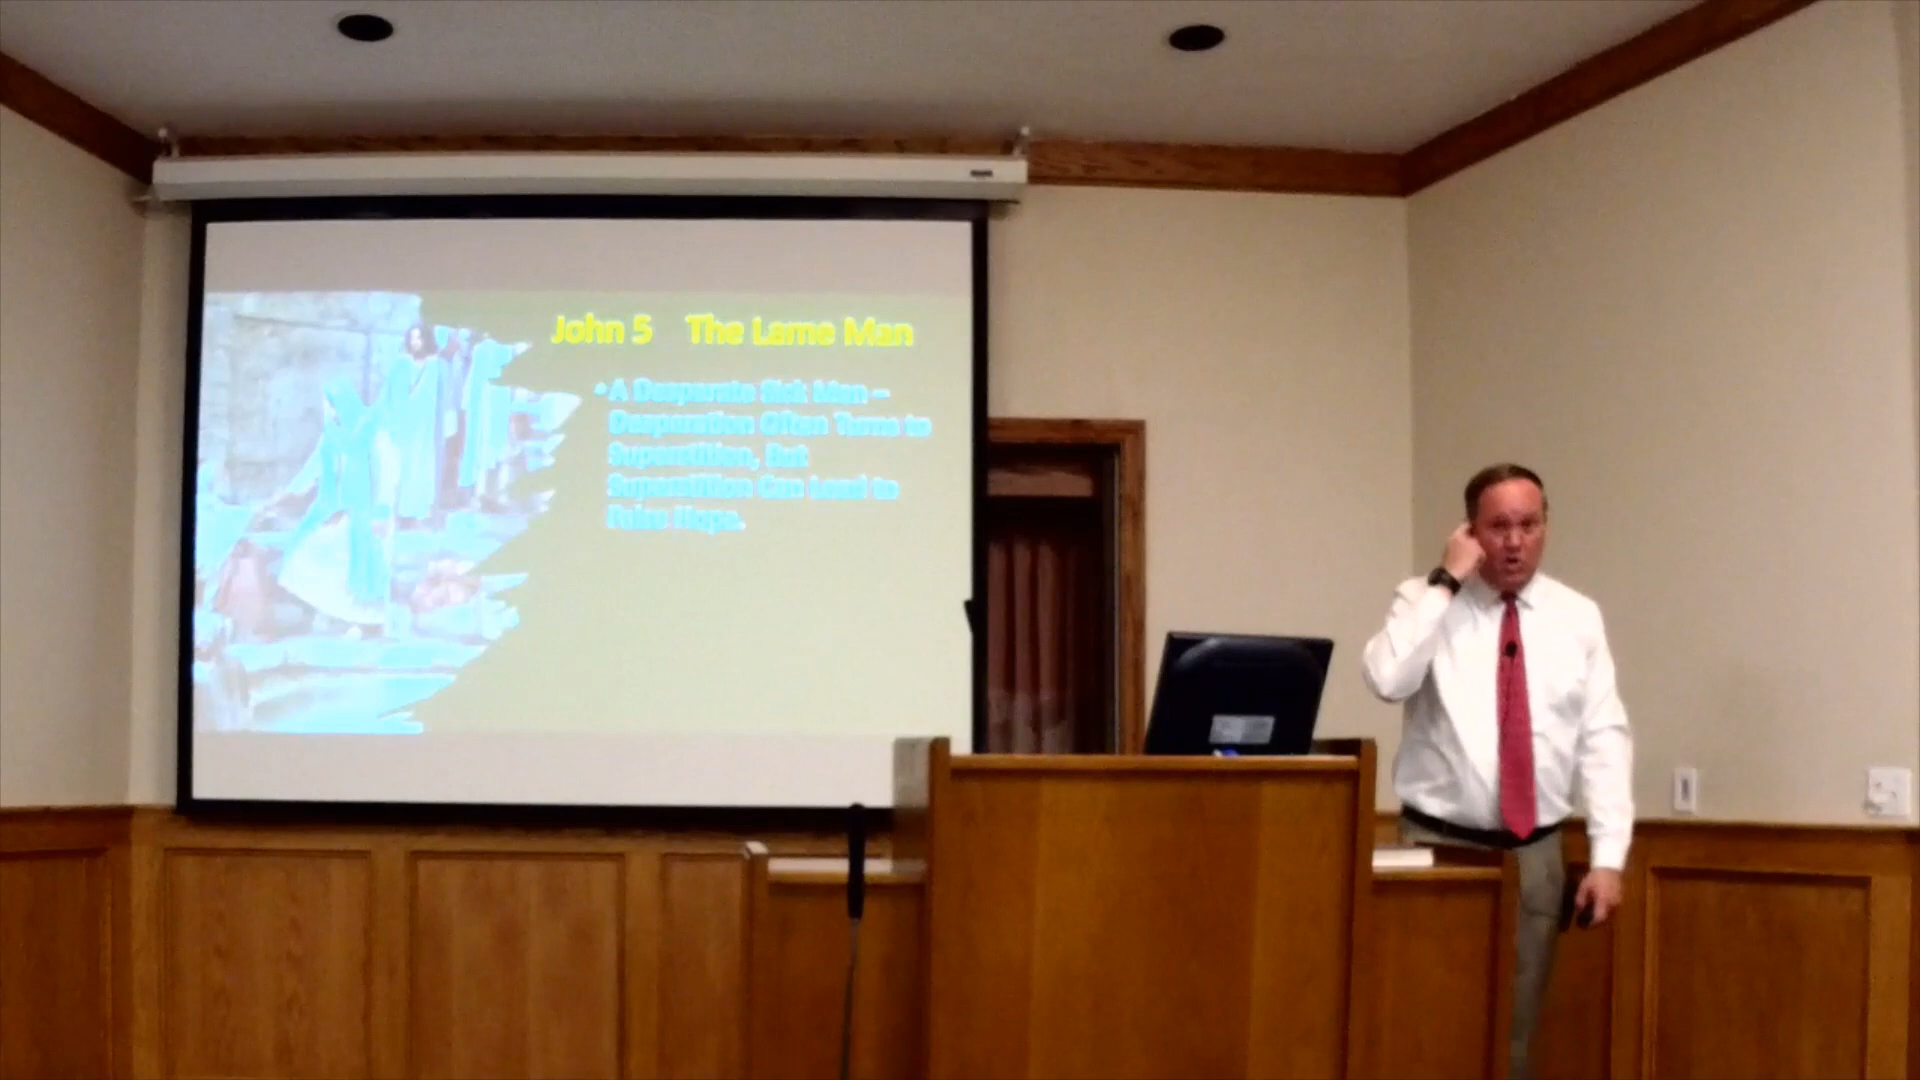 John 5 The Lame Man
• A Desperate Sick Man –
Desperation Often Turns to
Superstition, But
Superstition Can Lead to
False Hope.